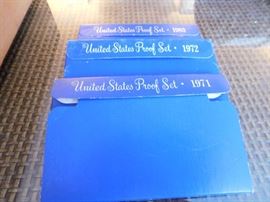 United States Proof Set ·
United States Proof Set · 1972
United States Proof Set · 1971